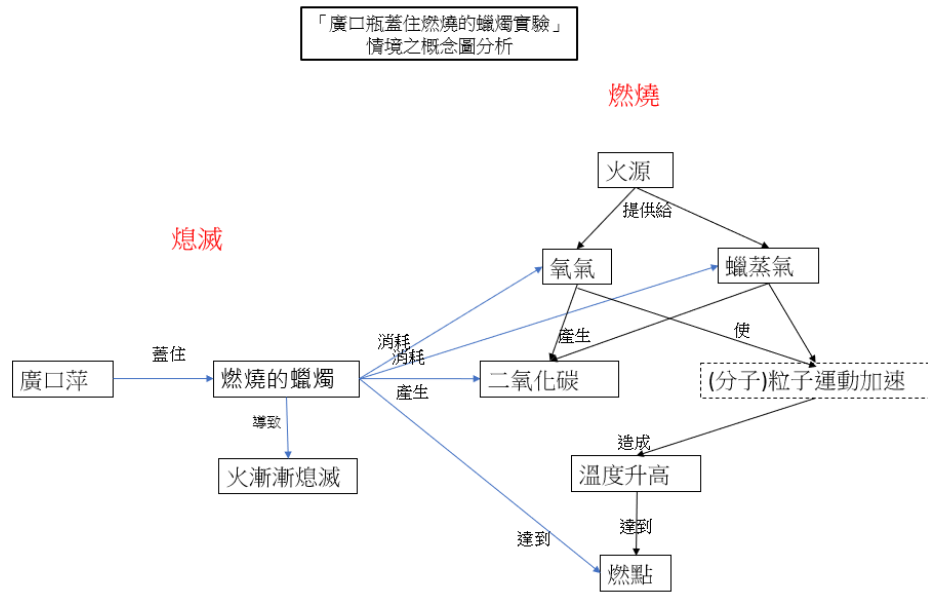 「廣口瓶蓋住燃燒的蠟燭實驗」
情境之概念圖分析
燃燒
火源
提供給
熄滅
氧氣
蠟蒸氣
消耗
消耗
產生
使
蓋住
廣口萍
燃燒的蠟燭
產生
二氧化碳
(分子)粒子運動加速
導致
造成
火漸漸熄滅
溫度升高
達到
達到
燃點